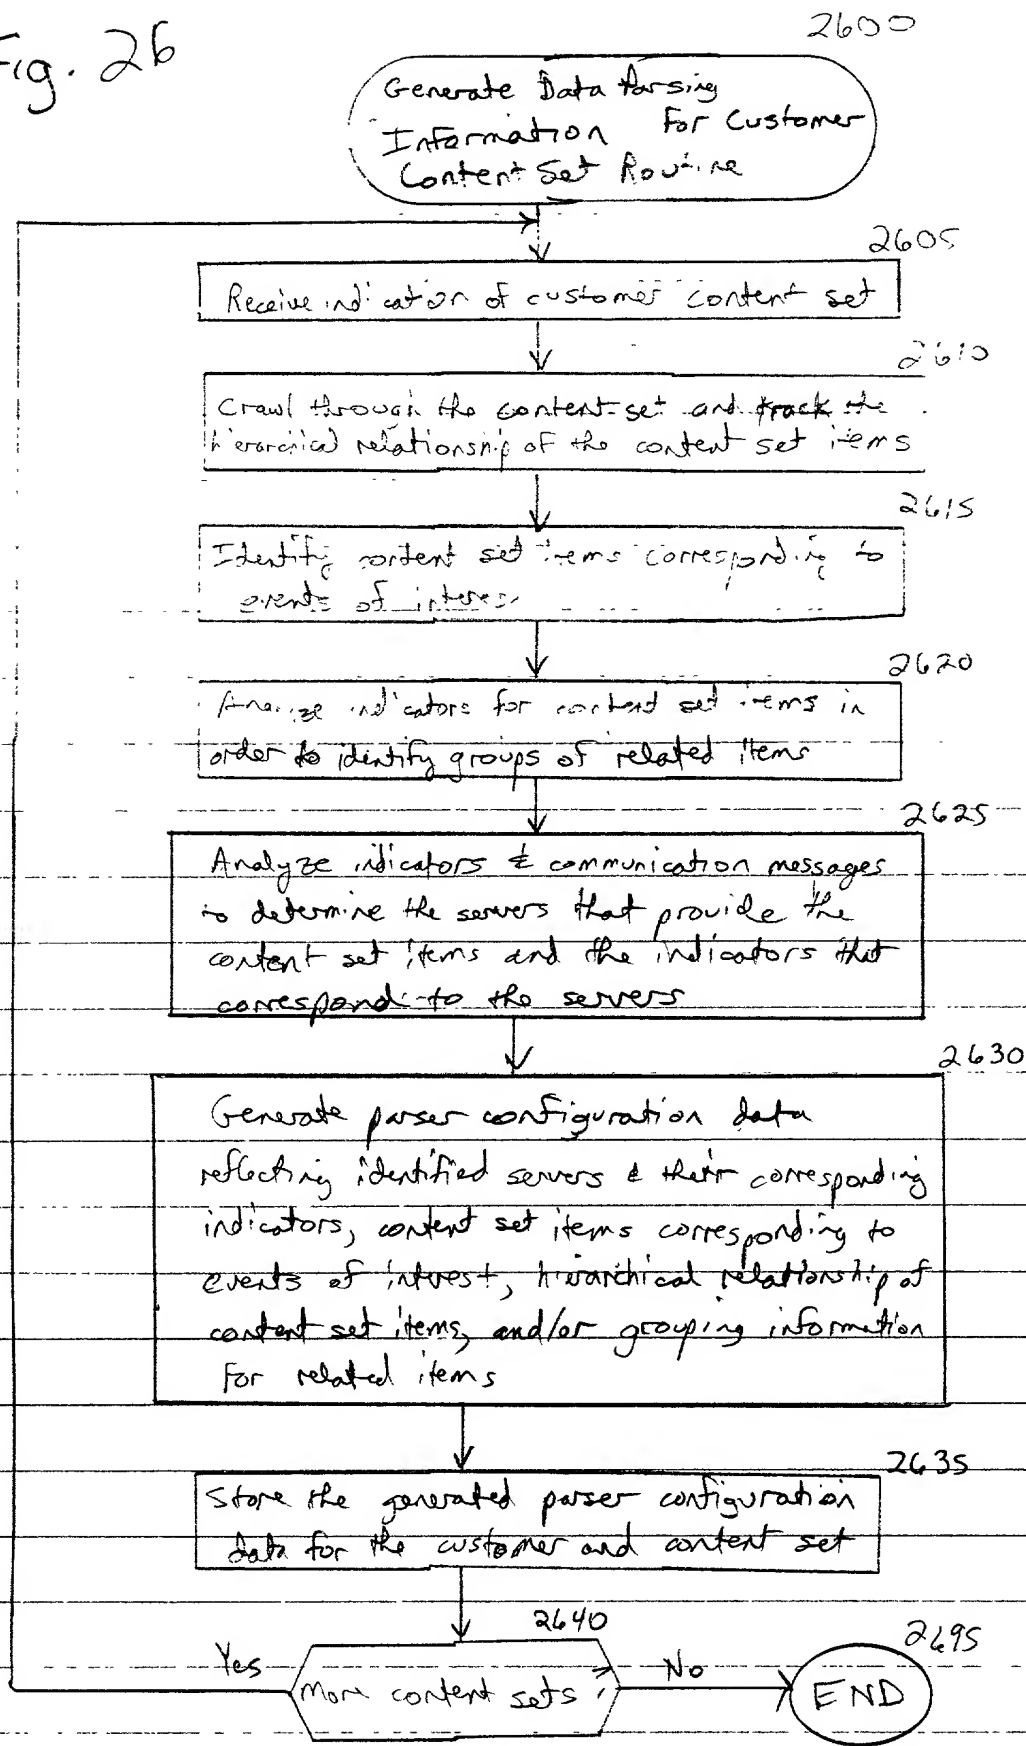 Fig. 26
2600
Generate Data Parsing
Information For Customer
Content Set Routine
2605
Receive indication of customer content set
2610
Crawl through the content set and track the
hierarchical relationship of the content set items
2615
Identify content set items corresponding to
events of interest
2620
Analyze indicators for content set items in
order to identify groups of related items
2625
Analyze indicators & communication messages
to determine the servers that provide the
content set items and the indicators that
correspond to the servers
2630
Generate parser configuration data
reflecting identified servers & their corresponding
indicators, content set items corresponding to
events of interest, hierarchical relationship of
content set items, and/or grouping information
for related items
2635
Store the generated parser configuration
data for the customer and content set
2640
2695
Yes
More content sets ?
No
END